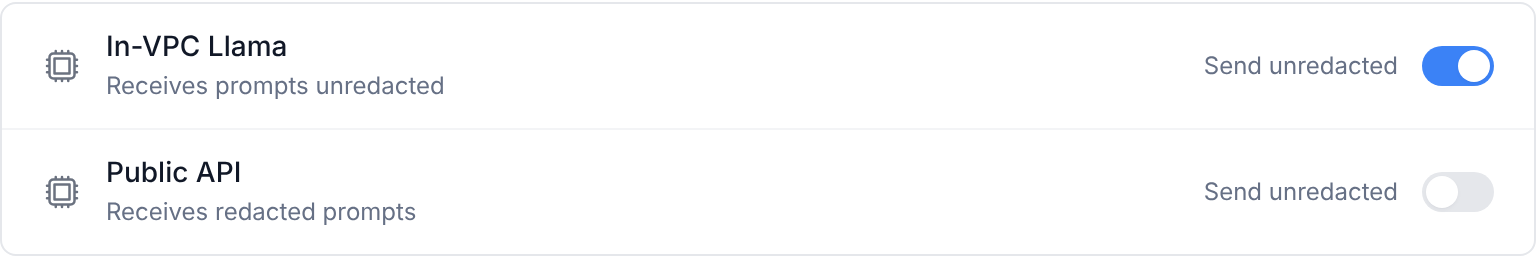 In-VPC Llama
Receives prompts unredacted
Send unredacted
Public API
Receives redacted prompts
Send unredacted